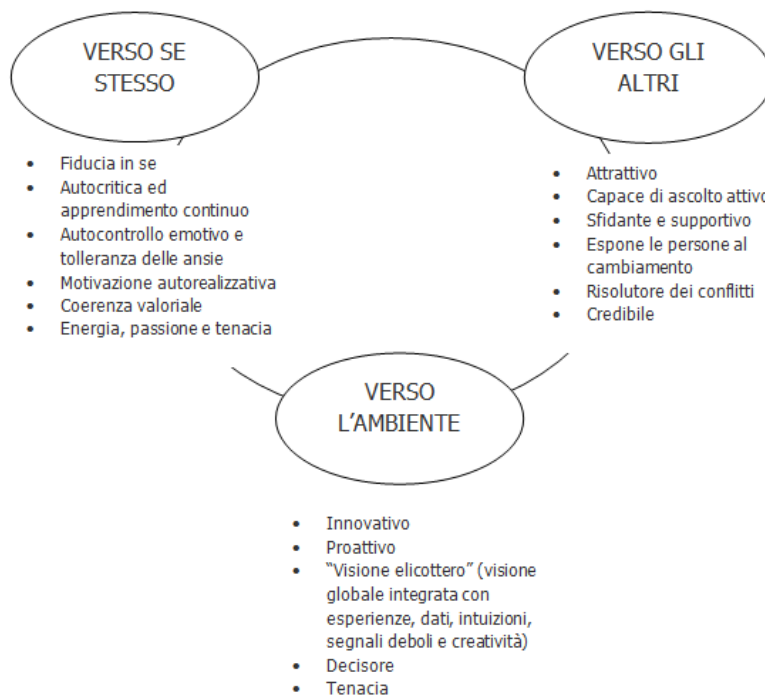 VERSO SE
STESSO
• Fiducia in se
• Autocritica ed
apprendimento continuo
• Autocontrollo emotivo e
tolleranza delle ansie
• Motivazione autorealizzativa
• Coerenza valoriale
• Energia, passione e tenacia
VERSO GLI
ALTRI
• Attrattivo
• Capace di ascolto attivo
• Sfidante e supportivo
• Espone le persone al
cambiamento
• Risolutore dei conflitti
• Credibile
VERSO
L’AMBIENTE
• Innovativo
• Proattivo
• “Visione elicottero” (visione
globale integrata con
esperienze, dati, intuizioni,
segnali deboli e creatività)
• Decisore
• Tenacia